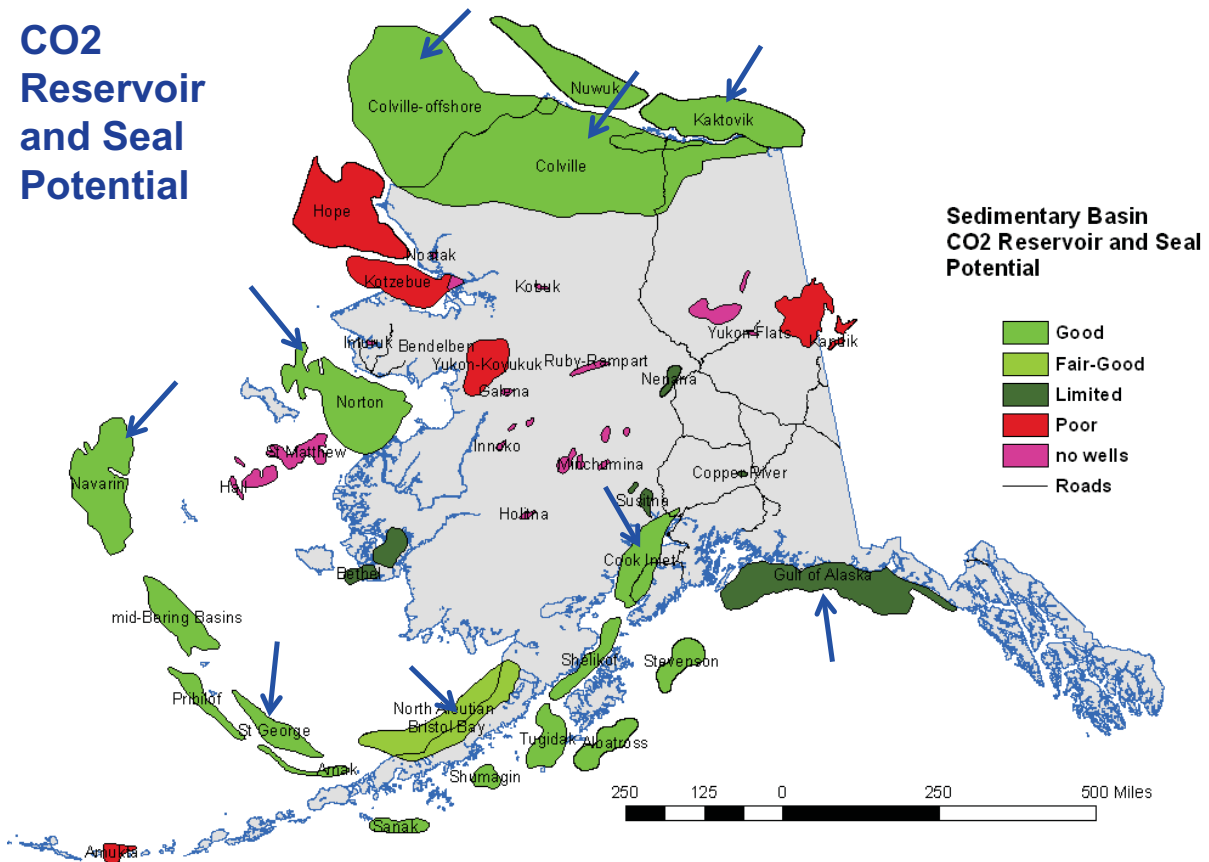 CO2
Reservoir
and Seal
Potential
Colville-offshore
Nuwuk
Kaktovik
Colville
Hope
Noatak
Kotzebue
Kobuk
Yukon-Flats
Kandik
Imuruk
Bendelben
Yukon-Koyukuk
Ruby-Rampart
Nenana
Galena
Norton
Innoko
Minchumina
St Matthew
Hall
Navarin
Copper River
Susitna
Holitna
Cook Inlet
Bethel
Gulf of Alaska
mid-Bering Basins
Shelikof
Stevenson
Pribilof
St George
North Aleutian
Bristol Bay
Tugidak
Albatross
Amak
Shumagin
Sanak
Amukta
Sedimentary Basin
CO2 Reservoir and Seal
Potential
Good
Fair-Good
Limited
Poor
no wells
Roads
250 125 0 250 500 Miles